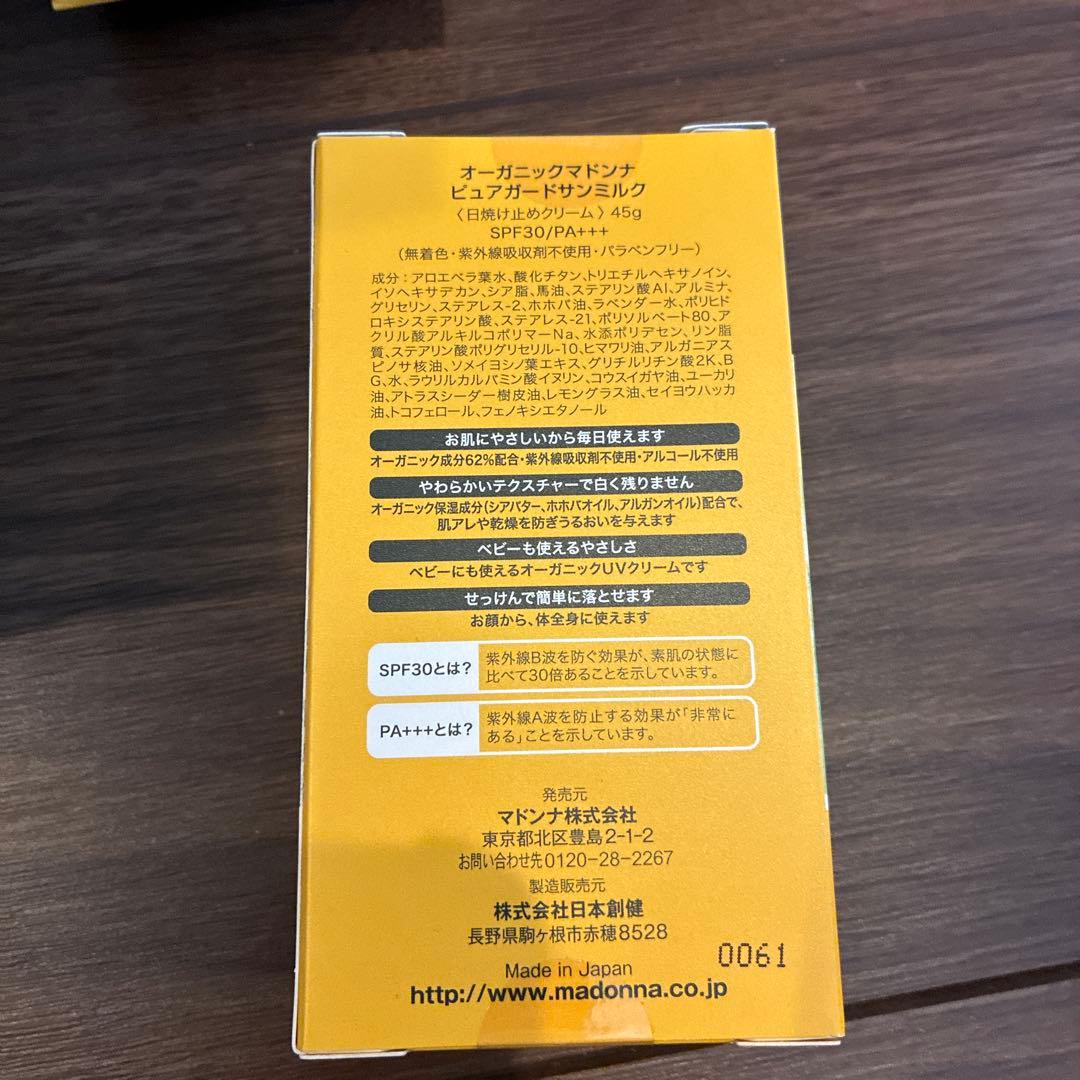 オーガニックマドンナ
ピュアガードサンミルク
〈日焼け止めクリーム〉45g
SPF30/PA+++
(無着色・紫外線吸収剤不使用・パラベンフリー)
成分：アロエベラ葉水、酸化チタン、トリエチルヘキサノイン、
イソヘキサデカン、シア脂、馬油、ステアリン酸Al、アルミナ、
グリセリン、ステアレス-2、ホホバ油、ラベンダー水、ポリヒド
ロキシステアリン酸、ステアレス-21、ポリソルベート80、ア
クリル酸アルキルコポリマーNa、水添ポリデセン、リン脂
質、ステアリン酸ポリグリセリル-10、ヒマワリ油、アルガニアス
ピノサ核油、ソメイヨシノ葉エキス、グリチルリチン酸2K、B
G、水、ラウリルカルバミン酸イヌリン、コウスイガヤ油、ユーカリ
油、アトラスシーダー樹皮油、レモングラス油、セイヨウハッカ
油、トコフェロール、フェノキシエタノール
お肌にやさしいから毎日使えます
オーガニック成分62%配合・紫外線吸収剤不使用・アルコール不使用
やわらかいテクスチャーで白く残りません
オーガニック保湿成分(シアバター、ホホバオイル、アルガンオイル)配合で、
肌アレや乾燥を防ぎうるおいを与えます
ベビーも使えるやさしさ
ベビーにも使えるオーガニックUVクリームです
せっけんで簡単に落とせます
お顔から、体全身に使えます
SPF30とは?
紫外線B波を防ぐ効果が、素肌の状態に
比べて30倍あることを示しています。
PA+++とは?
紫外線A波を防止する効果が「非常に
ある」ことを示しています。
発売元
マドンナ株式会社
東京都北区豊島2-1-2
お問い合わせ先0120-28-2267
製造販売元
株式会社日本創健
長野県駒ヶ根市赤穂8528
0061
Made in Japan
http://www.madonna.co.jp